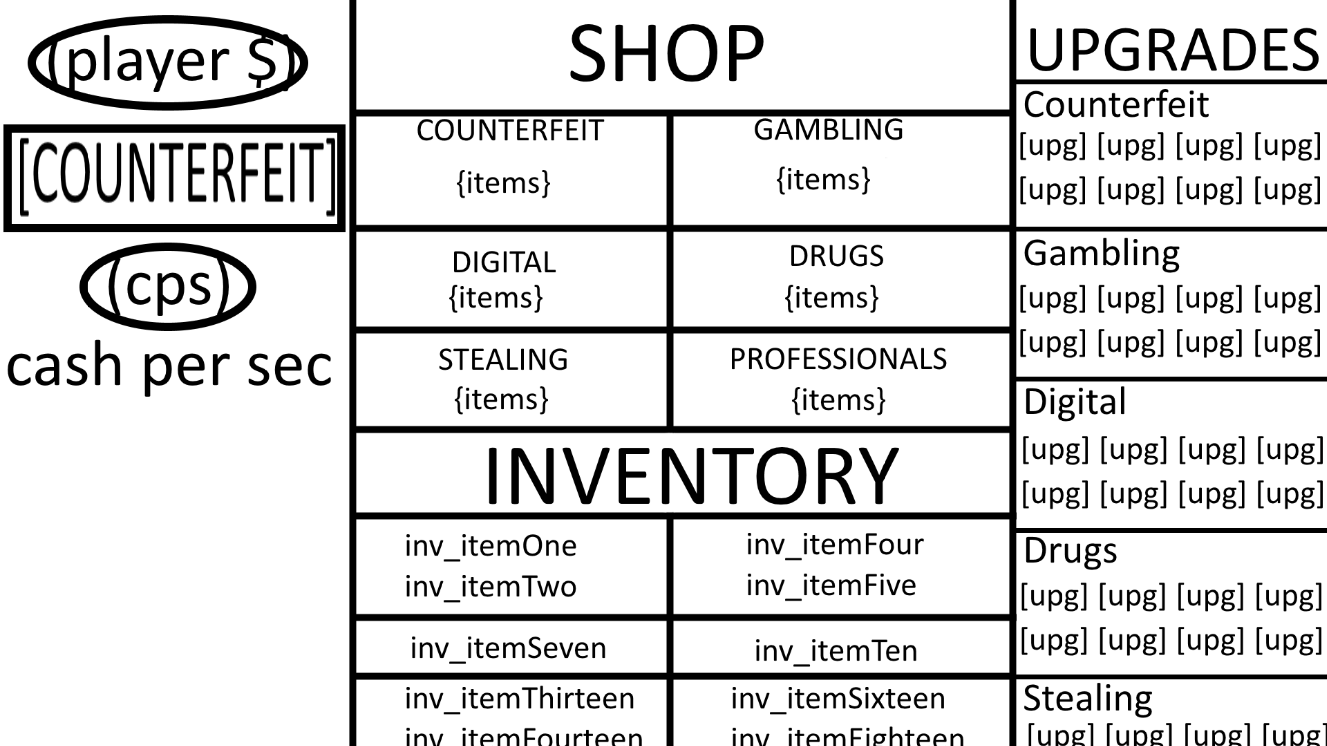 (player $)
[COUNTERFEIT]
(cps)
cash per sec
SHOP
COUNTERFEIT
{items}
GAMBLING
{items}
DIGITAL
{items}
DRUGS
{items}
STEALING
{items}
PROFESSIONALS
{items}
INVENTORY
inv_itemOne
inv_itemTwo
inv_itemFour
inv_itemFive
inv_itemSeven
inv_itemTen
inv_itemThirteen
inv_itemFourteen
inv_itemSixteen
inv_itemEighteen
UPGRADES
Counterfeit
[upg] [upg] [upg] [upg]
[upg] [upg] [upg] [upg]
Gambling
[upg] [upg] [upg] [upg]
[upg] [upg] [upg] [upg]
Digital
[upg] [upg] [upg] [upg]
[upg] [upg] [upg] [upg]
Drugs
[upg] [upg] [upg] [upg]
[upg] [upg] [upg] [upg]
Stealing
[upg] [upg] [upg] [upg]